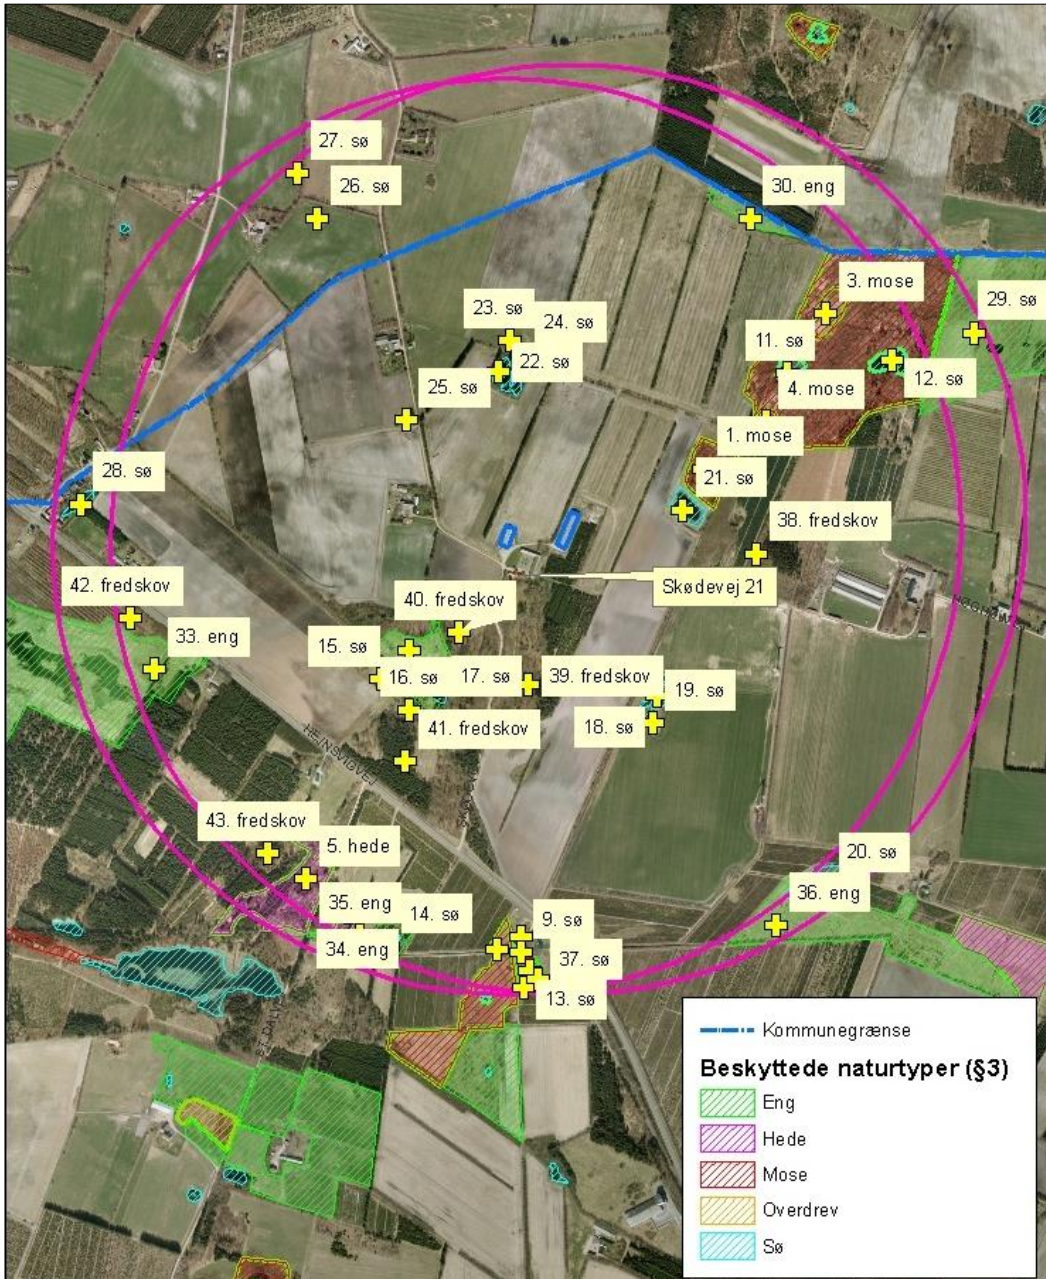 27. sø
26. sø
30. eng
3. mose
29. sø
23. sø
24. sø
11. sø
22. sø
12. sø
25. sø
4. mose
1. mose
28. sø
21. sø
38. fredskov
42. fredskov
Skødevej 21
40. fredskov
33. eng
15. sø
16. sø
17. sø
39. fredskov
19. sø
18. sø
41. fredskov
HEJNSVIGVEJ
43. fredskov
5. hede
20. sø
36. eng
35. eng
14. sø
9. sø
34. eng
37. sø
13. sø
Kommunegrænse
Beskyttede naturtyper (§3)
Eng
Hede
Mose
Overdrev
Sø